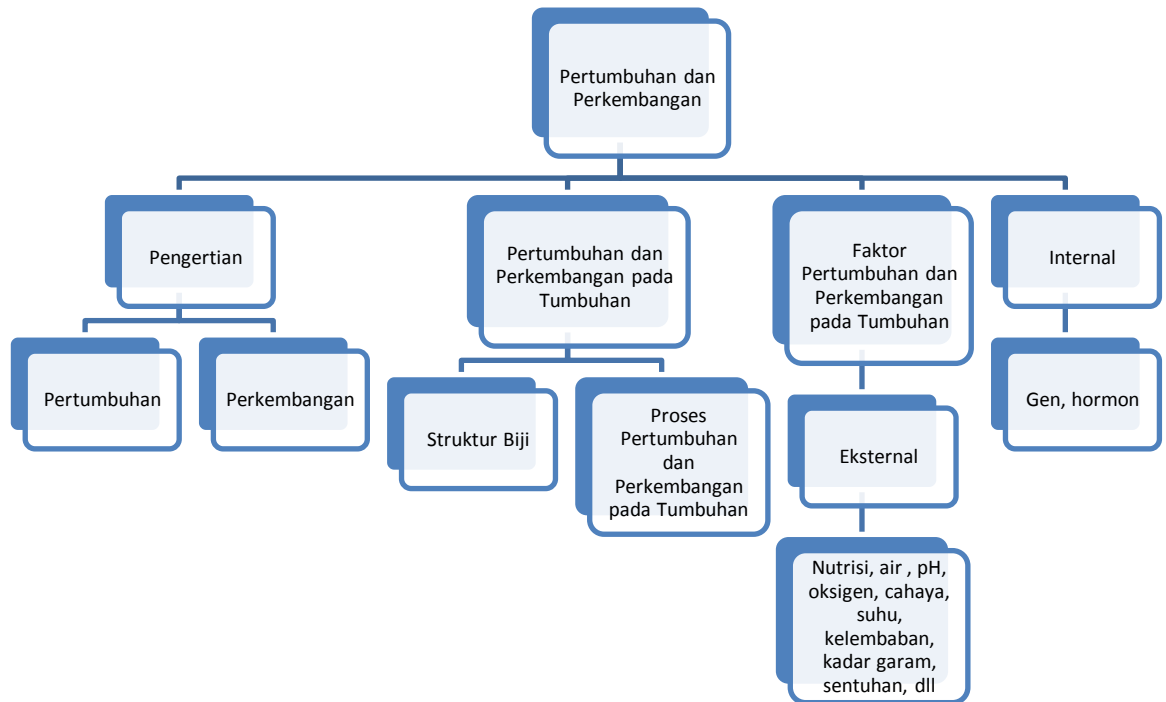 Pertumbuhan dan
Perkembangan
Pengertian
Pertumbuhan dan
Perkembangan pada
Tumbuhan
Faktor
Pertumbuhan dan
Perkembangan
pada Tumbuhan
Internal
Pertumbuhan
Perkembangan
Struktur Biji
Proses
Pertumbuhan
dan
Perkembangan
pada Tumbuhan
Eksternal
Gen, hormon
Nutrisi, air , pH,
oksigen, cahaya,
suhu,
kelembaban,
kadar garam,
sentuhan, dll